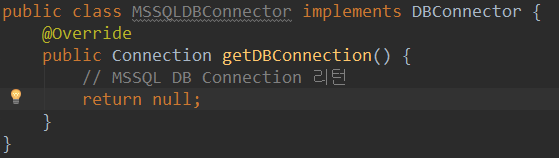 public class MSSQLDBConnector implements DBConnector {
    @Override
    public Connection getDBConnection() {
        // MSSQL DB Connection 리턴
        return null;
    }
}